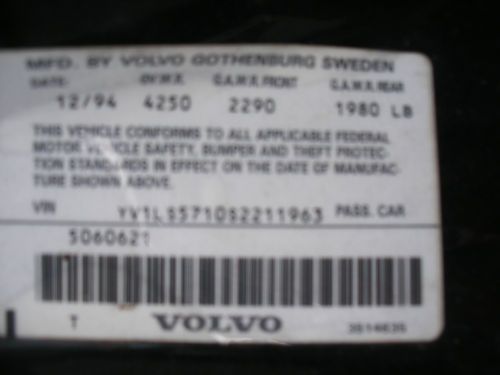 MFD. BY VOLVO GOTHENBURG SWEDEN
DATE: G.V.W.R. G.A.W.R. FRONT G.A.W.R. REAR
12/94 4250 2290 1980 LB
THIS VEHICLE CONFORMS TO ALL APPLICABLE FEDERAL
MOTOR VEHICLE SAFETY, BUMPER AND THEFT PROTEC-
TION STANDARDS IN EFFECT ON THE DATE OF MANUFAC-
TURE SHOWN ABOVE.
VIN YV1LS5710S2211963 PASS. CAR
5060621
T VOLVO 3514635